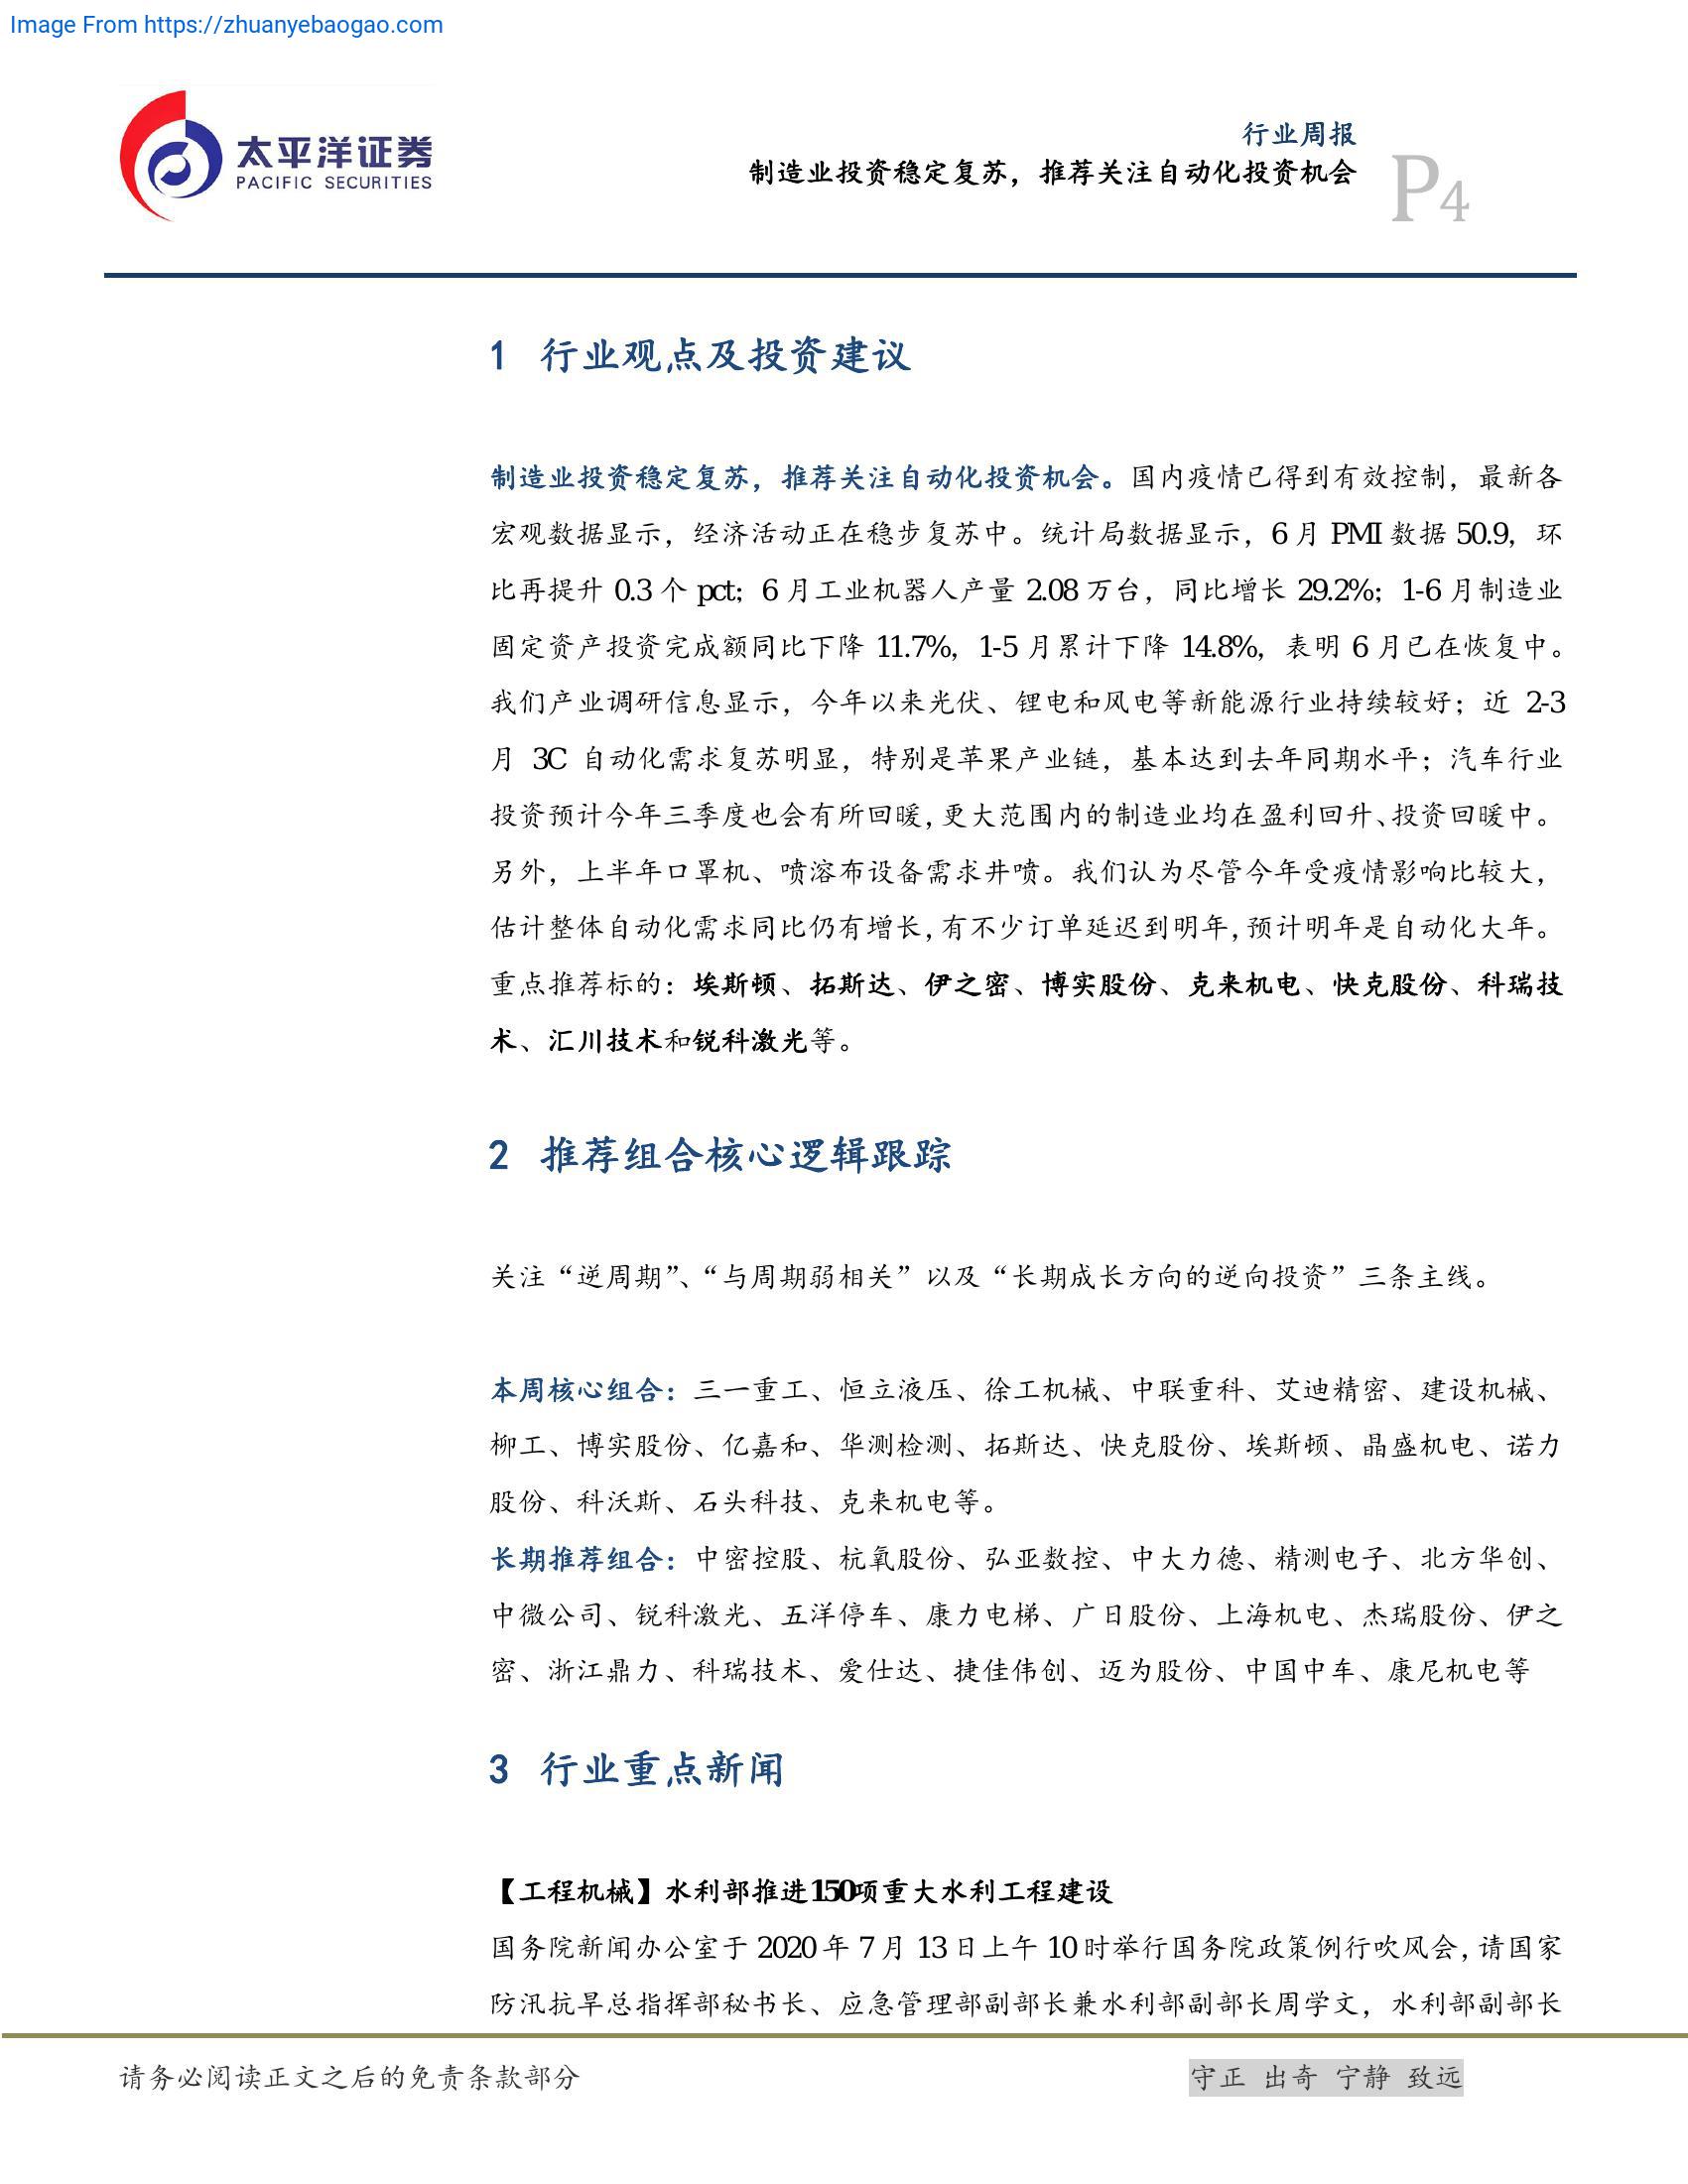 Image From https://zhuanyebaogao.com
太平洋证券
PACIFIC SECURITIES
行业周报
制造业投资稳定复苏，推荐关注自动化投资机会
P4
1 行业观点及投资建议
制造业投资稳定复苏，推荐关注自动化投资机会。国内疫情已得到有效控制，最新各
宏观数据显示，经济活动正在稳步复苏中。统计局数据显示，6 月 PMI 数据 50.9，环
比再提升 0.3 个 pct；6 月工业机器人产量 2.08 万台，同比增长 29.2%；1-6 月制造业
固定资产投资完成额同比下降 11.7%，1-5 月累计下降 14.8%，表明 6 月已在恢复中。
我们产业调研信息显示，今年以来光伏、锂电和风电等新能源行业持续较好；近 2-3
月 3C 自动化需求复苏明显，特别是苹果产业链，基本达到去年同期水平；汽车行业
投资预计今年三季度也会有所回暖，更大范围内的制造业均在盈利回升、投资回暖中。
另外，上半年口罩机、喷溶布设备需求井喷。我们认为尽管今年受疫情影响比较大，
估计整体自动化需求同比仍有增长，有不少订单延迟到明年，预计明年是自动化大年。
重点推荐标的：埃斯顿、拓斯达、伊之密、博实股份、克来机电、快克股份、科瑞技
术、汇川技术和锐科激光等。
2 推荐组合核心逻辑跟踪
关注“逆周期”、“与周期弱相关”以及“长期成长方向的逆向投资”三条主线。
本周核心组合：三一重工、恒立液压、徐工机械、中联重科、艾迪精密、建设机械、
柳工、博实股份、亿嘉和、华测检测、拓斯达、快克股份、埃斯顿、晶盛机电、诺力
股份、科沃斯、石头科技、克来机电等。
长期推荐组合：中密控股、杭氧股份、弘亚数控、中大力德、精测电子、北方华创、
中微公司、锐科激光、五洋停车、康力电梯、广日股份、上海机电、杰瑞股份、伊之
密、浙江鼎力、科瑞技术、爱仕达、捷佳伟创、迈为股份、中国中车、康尼机电等
3 行业重点新闻
【工程机械】水利部推进150项重大水利工程建设
国务院新闻办公室于 2020 年 7 月 13 日上午 10 时举行国务院政策例行吹风会，请国家
防汛抗旱总指挥部秘书长、应急管理部副部长兼水利部副部长周学文，水利部副部长
请务必阅读正文之后的免责条款部分
守正 出奇 宁静 致远